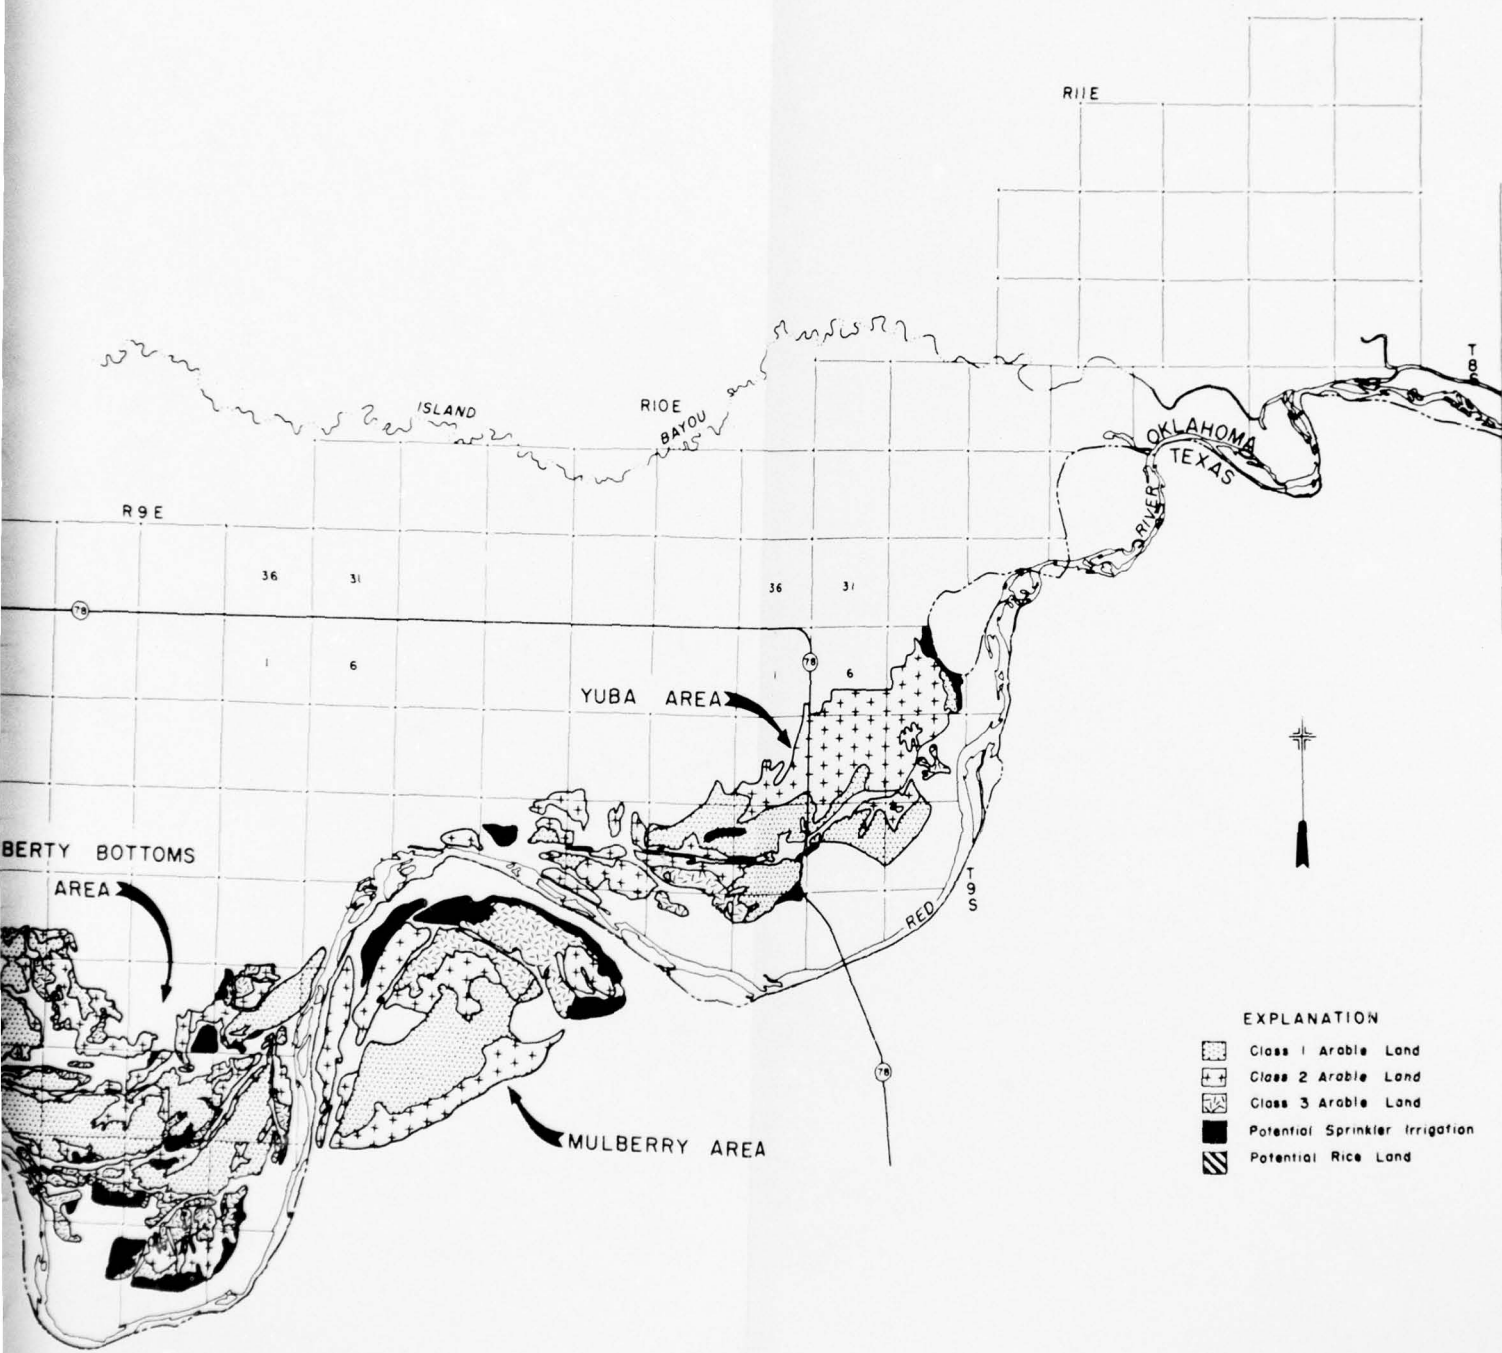 R11E
T
8
S
ISLAND
R10E
BAYOU
OKLAHOMA
TEXAS
RIVER
R9E
36 31
36 31
78
1 6
78
1 6
YUBA AREA
BERTY BOTTOMS
AREA
T
9
S
RED
78
MULBERRY AREA
EXPLANATION
Class 1 Arable Land
Class 2 Arable Land
Class 3 Arable Land
Potential Sprinkler Irrigation
Potential Rice Land